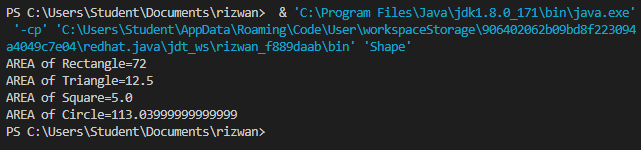 PS C:\Users\Student\Documents\rizwan>  & 'C:\Program Files\Java\jdk1.8.0_171\bin\java.exe'
 '-cp' 'C:\Users\Student\AppData\Roaming\Code\User\workspaceStorage\906402062b09bd8f223094
a4049c7e04\redhat.java\jdt_ws\rizwan_f889daab\bin' 'Shape'
AREA of Rectangle=72
AREA of Triangle=12.5
AREA of Square=5.0
AREA of Circle=113.03999999999999
PS C:\Users\Student\Documents\rizwan>